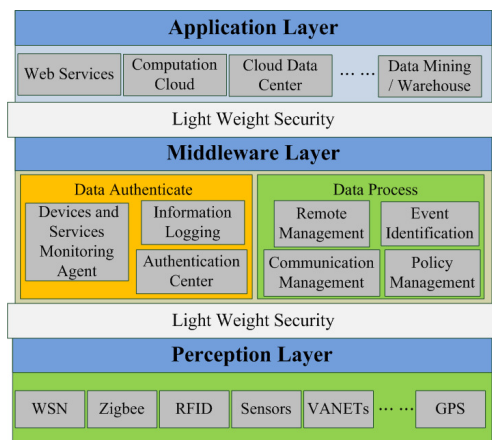 Application Layer
Web Services
Computation
Cloud
Cloud Data
Center
... ...
Data Mining
/ Warehouse
Light Weight Security
Middleware Layer
Data Authenticate
Devices and
Services
Monitoring
Agent
Information
Logging
Authentication
Center
Data Process
Remote
Management
Event
Identification
Communication
Management
Policy
Management
Light Weight Security
Perception Layer
WSN
Zigbee
RFID
Sensors
VANETs
... ...
GPS